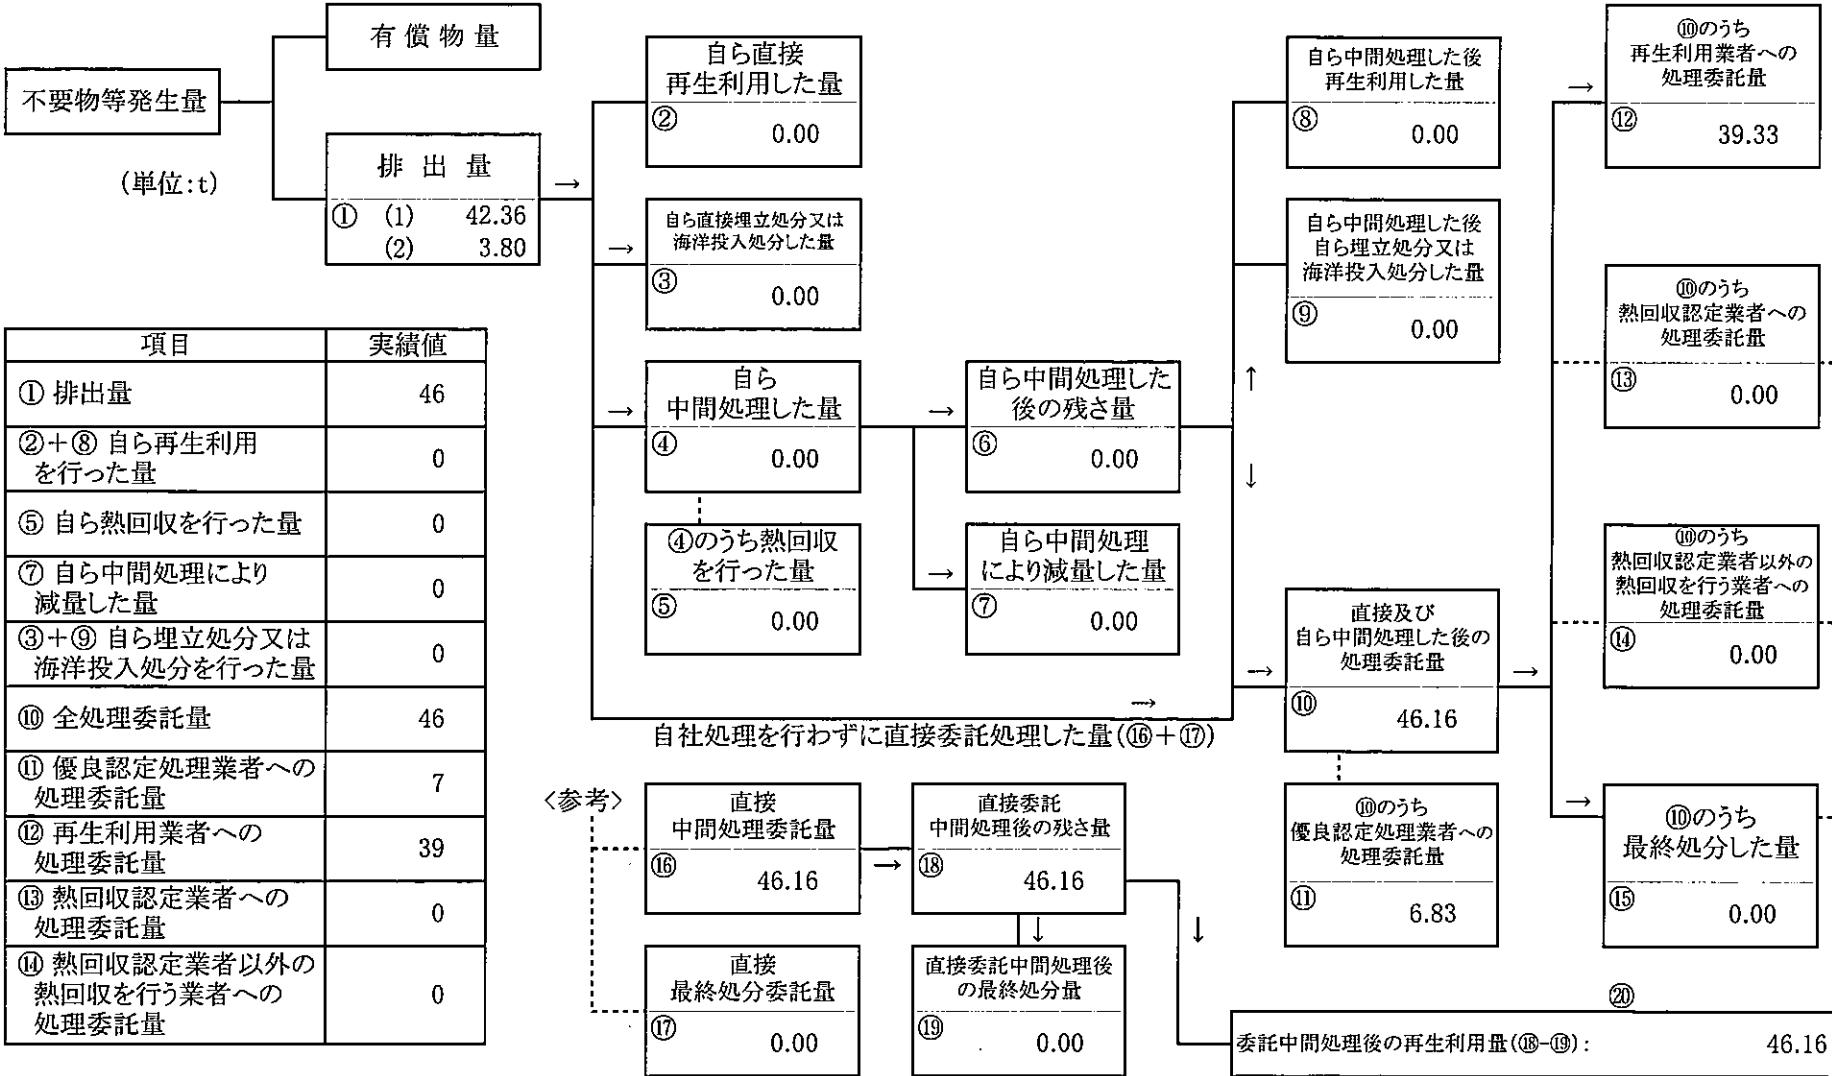 不要物等発生量
(単位:t)
有償物量
排出量
① (1) 42.36
(2) 3.80
→
自ら直接
再生利用した量
②
0.00
→
自ら直接埋立処分又は
海洋投入処分した量
③
0.00
→
自ら
中間処理した量
④
0.00
④のうち熱回収
を行った量
⑤
0.00
→
自ら中間処理した
後の残さ量
⑥
0.00
→
自ら中間処理
により減量した量
⑦
0.00
→
自社処理を行わずに直接委託処理した量(⑯+⑰)
↑
↓
自ら中間処理した後
再生利用した量
⑧
0.00
自ら中間処理した後
自ら埋立処分又は
海洋投入処分した量
⑨
0.00
→
直接及び
自ら中間処理した後の
処理委託量
⑩
46.16
⑩のうち
優良認定処理業者への
処理委託量
⑪
6.83
→
→
⑩のうち
再生利用業者への
処理委託量
⑫
39.33
⑩のうち
熱回収認定業者への
処理委託量
⑬
0.00
⑩のうち
熱回収認定業者以外の
熱回収を行う業者への
処理委託量
⑭
0.00
→
⑩のうち
最終処分した量
⑮
0.00
〈参考〉
直接
中間処理委託量
⑯
46.16
→
直接委託
中間処理後の残さ量
⑱
46.16
↓
直接
最終処分委託量
⑰
0.00
直接委託中間処理後
の最終処分量
⑲
0.00
↓
⑳
委託中間処理後の再生利用量(⑱-⑲): 46.16
項目 実績値
① 排出量 46
②+⑧ 自ら再生利用
を行った量 0
⑤ 自ら熱回収を行った量 0
⑦ 自ら中間処理により
減量した量 0
③+⑨ 自ら埋立処分又は
海洋投入処分を行った量 0
⑩ 全処理委託量 46
⑪ 優良認定処理業者への
処理委託量 7
⑫ 再生利用業者への
処理委託量 39
⑬ 熱回収認定業者への
処理委託量 0
⑭ 熱回収認定業者以外の
熱回収を行う業者への
処理委託量 0